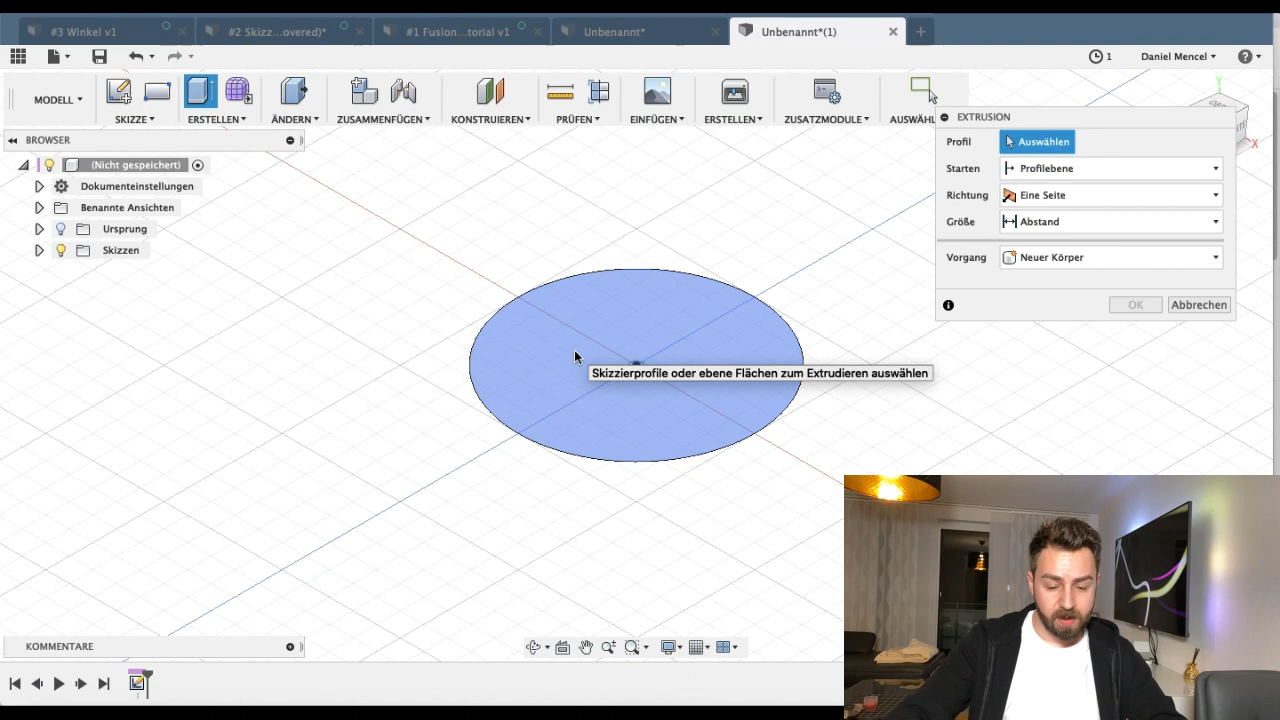 #3 Winkel v1
#2 Skizz...overed)*
#1 Fusion...torial v1
Unbenannt*
Unbenannt*(1)
1
Daniel Mencel
MODELL
SKIZZE
ERSTELLEN
ÄNDERN
ZUSAMMENFÜGEN
KONSTRUIEREN
PRÜFEN
EINFÜGEN
ERSTELLEN
ZUSATZMODULE
AUSWÄHL
BROWSER
(Nicht gespeichert)
Dokumenteinstellungen
Benannte Ansichten
Ursprung
Skizzen
EXTRUSION
Profil
Auswählen
Starten
Profilebene
Richtung
Eine Seite
Größe
Abstand
Vorgang
Neuer Körper
OK
Abbrechen
Y
X
Skizzierprofile oder ebene Flächen zum Extrudieren auswählen
KOMMENTARE